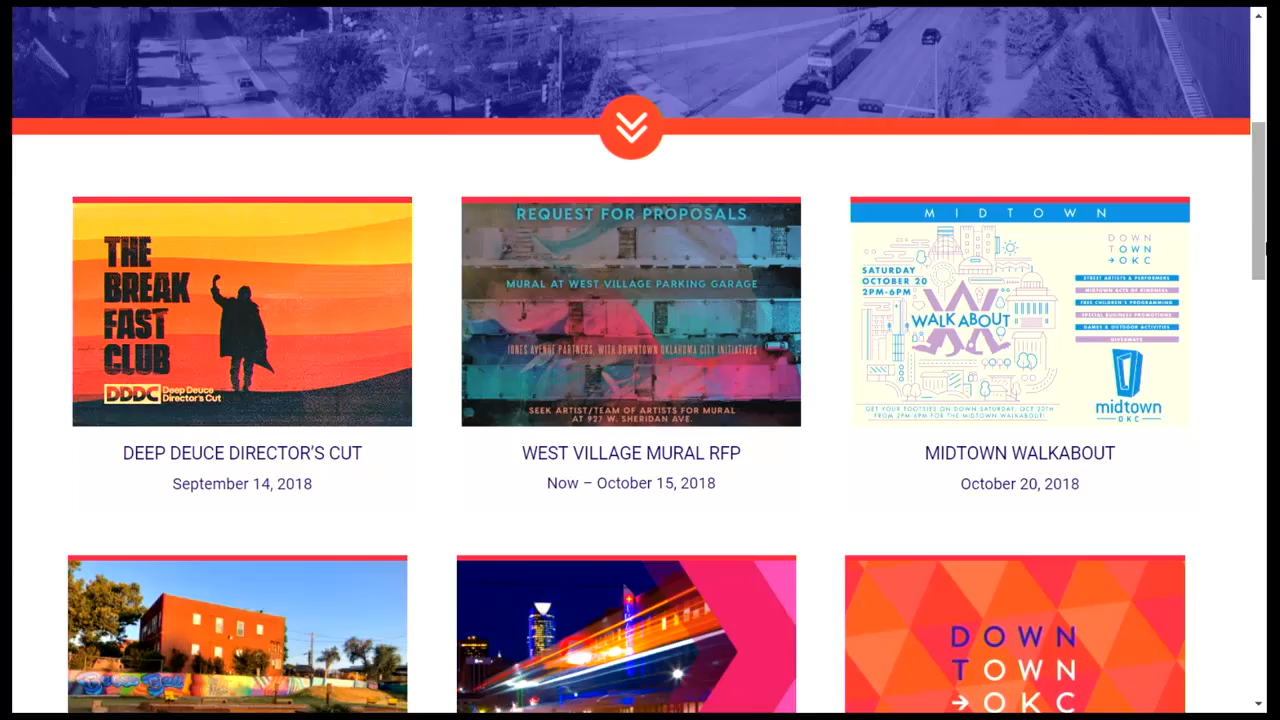 THE
BREAK
FAST
CLUB
DDDC Deep Deuce
Director's Cut
DEEP DEUCE DIRECTOR'S CUT
September 14, 2018
REQUEST FOR PROPOSALS
MURAL AT WEST VILLAGE PARKING GARAGE
JONES AVENUE PARTNERS, WITH DOWNTOWN OKLAHOMA CITY INITIATIVES
SEEK ARTIST/TEAM OF ARTISTS FOR MURAL
AT 927 W. SHERIDAN AVE.
WEST VILLAGE MURAL RFP
Now – October 15, 2018
MIDTOWN
SATURDAY
OCTOBER 20
2PM-6PM
WALKABOUT
DOWN
TOWN
→OKC
STREET ARTISTS & PERFORMERS
MIDTOWN ACTS OF KINDNESS
FREE CHILDREN'S PROGRAMMING
SPECIAL BUSINESS PROMOTIONS
GAMES & OUTDOOR ACTIVITIES
GIVEAWAYS
GET YOUR FOOTSIES ON DOWN SATURDAY, OCT 20TH
FROM 2PM-6PM FOR THE MIDTOWN WALKABOUT!
midtown
OKC
MIDTOWN WALKABOUT
October 20, 2018
Deuce
DOWN
TOWN
→OKC